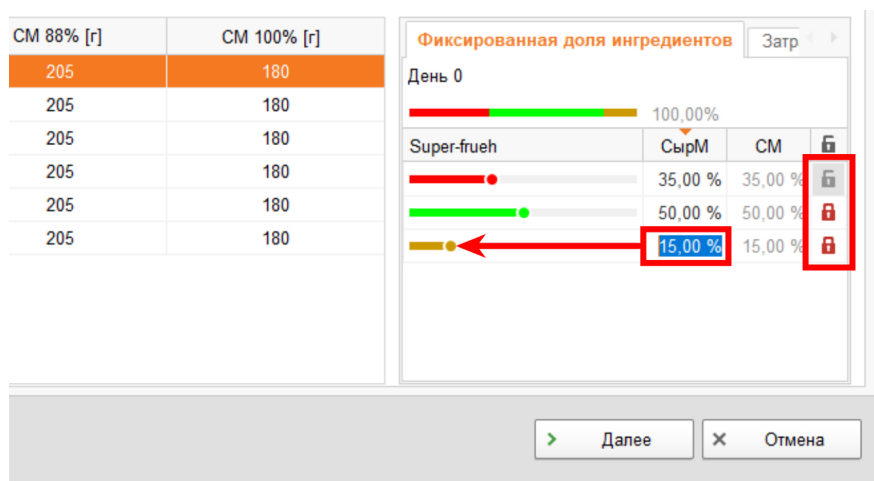 СМ 88% [г] СМ 100% [г]
205 180
205 180
205 180
205 180
205 180
205 180
Фиксированная доля ингредиентов Затр
День 0
100,00%
Super-frueh СырМ СМ
35,00 % 35,00 %
50,00 % 50,00 %
15,00 % 15,00 %
Далее Отмена